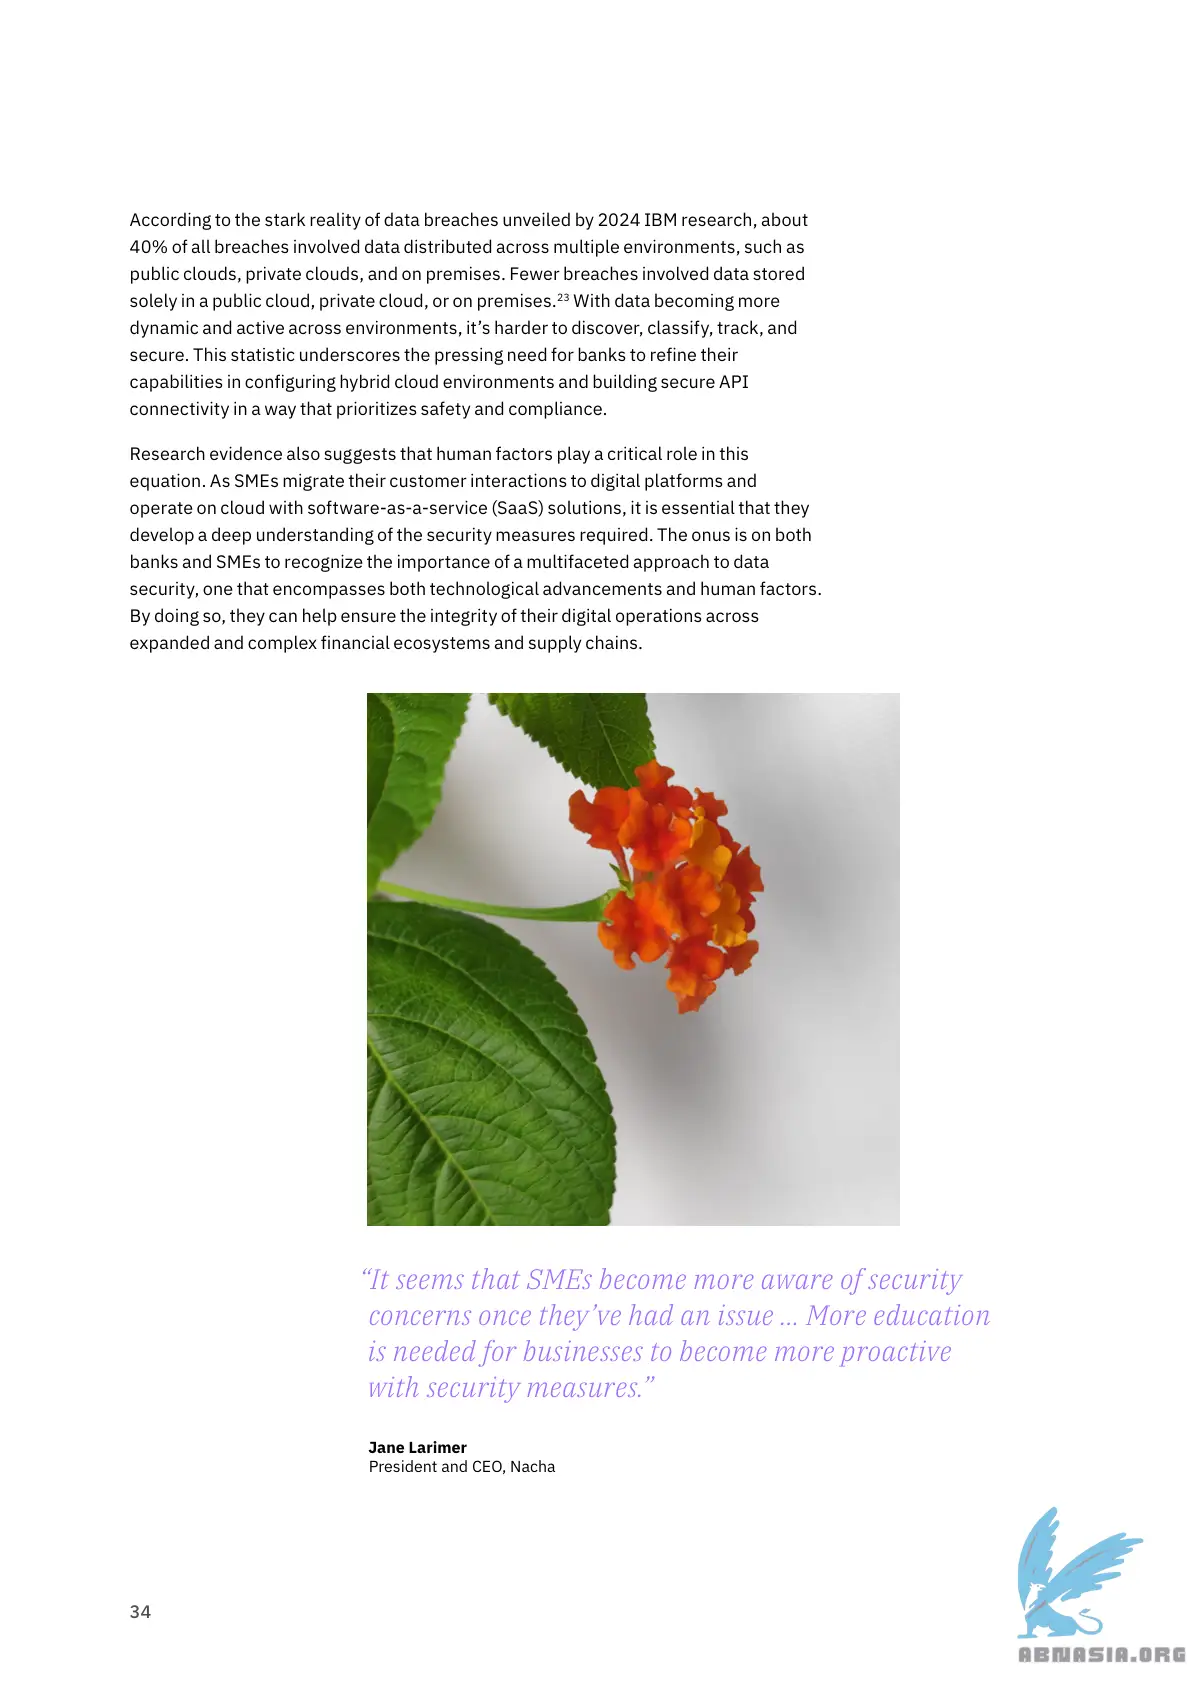 According to the stark reality of data breaches unveiled by 2024 IBM research, about
40% of all breaches involved data distributed across multiple environments, such as
public clouds, private clouds, and on premises. Fewer breaches involved data stored
solely in a public cloud, private cloud, or on premises.²³ With data becoming more
dynamic and active across environments, it’s harder to discover, classify, track, and
secure. This statistic underscores the pressing need for banks to refine their
capabilities in configuring hybrid cloud environments and building secure API
connectivity in a way that prioritizes safety and compliance.
Research evidence also suggests that human factors play a critical role in this
equation. As SMEs migrate their customer interactions to digital platforms and
operate on cloud with software-as-a-service (SaaS) solutions, it is essential that they
develop a deep understanding of the security measures required. The onus is on both
banks and SMEs to recognize the importance of a multifaceted approach to data
security, one that encompasses both technological advancements and human factors.
By doing so, they can help ensure the integrity of their digital operations across
expanded and complex financial ecosystems and supply chains.
“It seems that SMEs become more aware of security
concerns once they’ve had an issue ... More education
is needed for businesses to become more proactive
with security measures.”
Jane Larimer
President and CEO, Nacha
34
ABNASIA.ORG